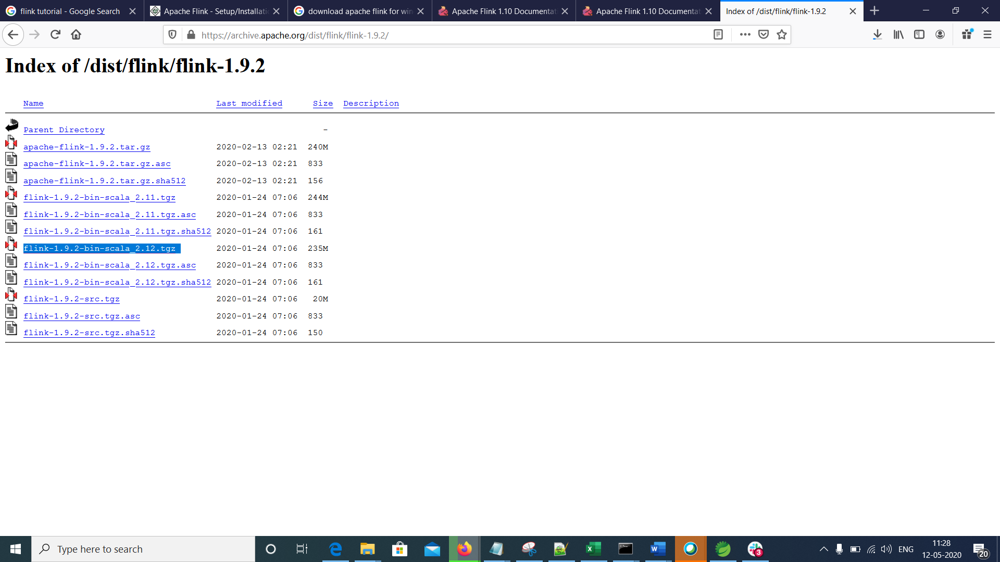 flink tutorial - Google Search
Apache Flink - Setup/Installatio
download apache flink for win
Apache Flink 1.10 Documentat
Apache Flink 1.10 Documentat
Index of /dist/flink/flink-1.9.2
https://archive.apache.org/dist/flink/flink-1.9.2/
Index of /dist/flink/flink-1.9.2
Name Last modified Size Description
Parent Directory -
apache-flink-1.9.2.tar.gz 2020-02-13 02:21 240M
apache-flink-1.9.2.tar.gz.asc 2020-02-13 02:21 833
apache-flink-1.9.2.tar.gz.sha512 2020-02-13 02:21 156
flink-1.9.2-bin-scala_2.11.tgz 2020-01-24 07:06 244M
flink-1.9.2-bin-scala_2.11.tgz.asc 2020-01-24 07:06 833
flink-1.9.2-bin-scala_2.11.tgz.sha512 2020-01-24 07:06 161
flink-1.9.2-bin-scala_2.12.tgz 2020-01-24 07:06 235M
flink-1.9.2-bin-scala_2.12.tgz.asc 2020-01-24 07:06 833
flink-1.9.2-bin-scala_2.12.tgz.sha512 2020-01-24 07:06 161
flink-1.9.2-src.tgz 2020-01-24 07:06 20M
flink-1.9.2-src.tgz.asc 2020-01-24 07:06 833
flink-1.9.2-src.tgz.sha512 2020-01-24 07:06 150
Type here to search
3
ENG
11:28
12-05-2020
20